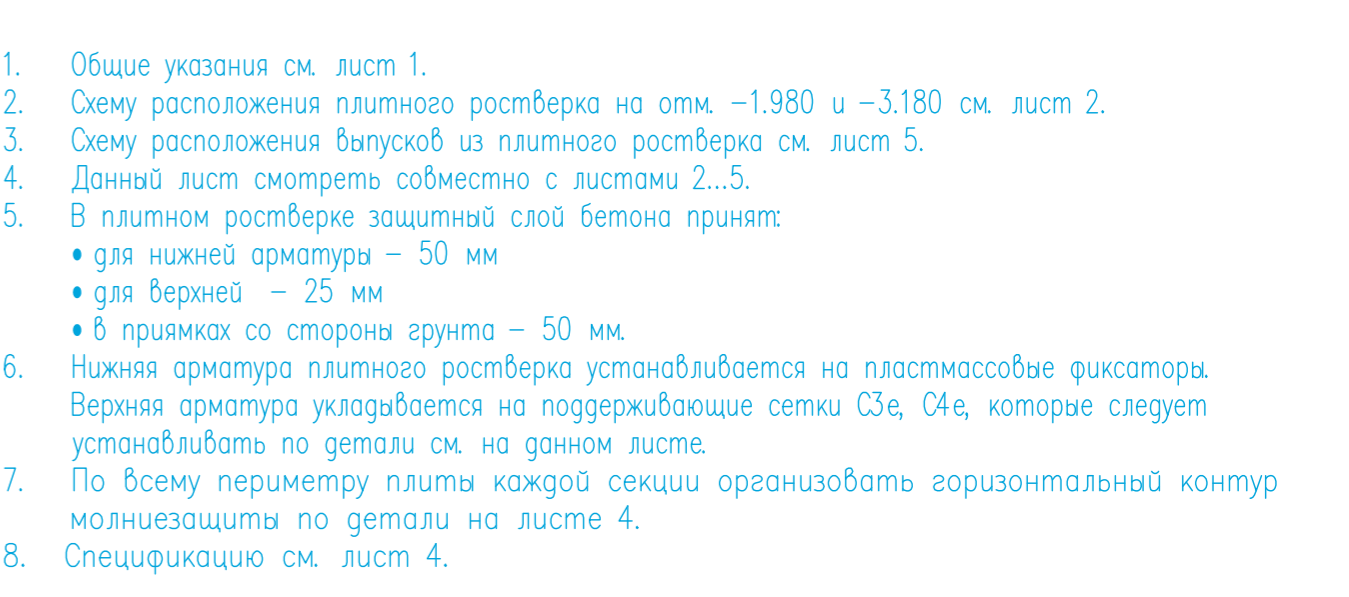 1. Общие указания см. лист 1.
2. Схему расположения плитного ростверка на отм. –1.980 и –3.180 см. лист 2.
3. Схему расположения выпусков из плитного ростверка см. лист 5.
4. Данный лист смотреть совместно с листами 2...5.
5. В плитном ростверке защитный слой бетона принят:
• для нижней арматуры – 50 мм
• для верхней – 25 мм
• в приямках со стороны грунта – 50 мм.
6. Нижняя арматура плитного ростверка устанавливается на пластмассовые фиксаторы.
Верхняя арматура укладывается на поддерживающие сетки С3е, С4е, которые следует
устанавливать по детали см. на данном листе.
7. По всему периметру плиты каждой секции организовать горизонтальный контур
молниезащиты по детали на листе 4.
8. Спецификацию см. лист 4.